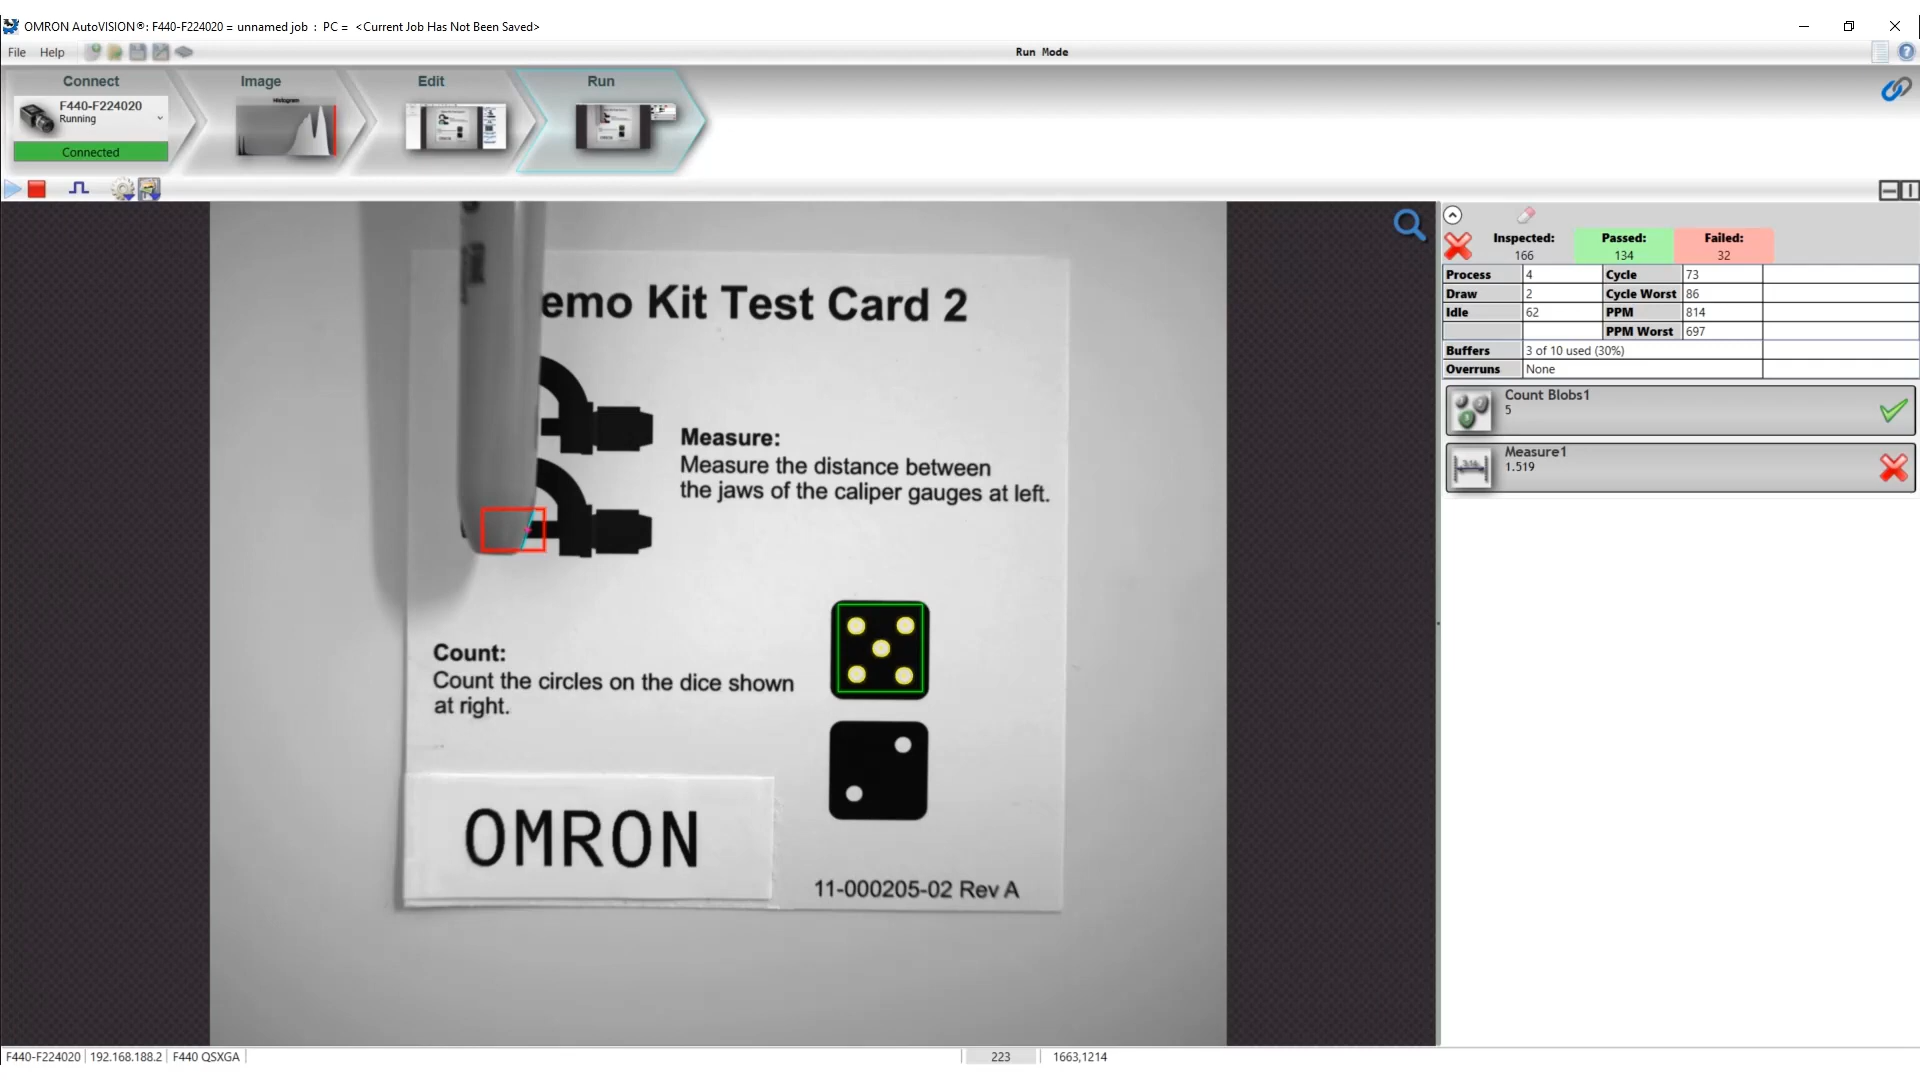 OMRON AutoVISION®: F440-F224020 = unnamed job : PC = <Current Job Has Not Been Saved>
File Help
Run Mode
Connect
Image
Edit
Run
F440-F224020
Running
Connected
Histogram
emo Kit Test Card 2
Measure:
Measure the distance between
the jaws of the caliper gauges at left.
Count:
Count the circles on the dice shown
at right.
OMRON
11-000205-02 Rev A
Inspected: Passed: Failed:
166 134 32
Process 4 Cycle 73
Draw 2 Cycle Worst 86
Idle 62 PPM 814
PPM Worst 697
Buffers 3 of 10 used (30%)
Overruns None
Count Blobs1
5
Measure1
1.519
F440-F224020 192.168.188.2 F440 QSXGA 223 1663,1214